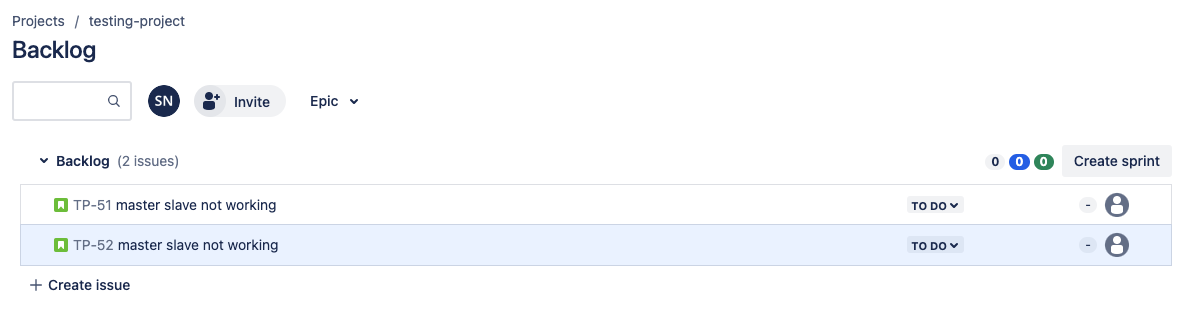 Projects / testing-project
Backlog
SN Invite Epic
Backlog (2 issues) 0 0 0 Create sprint
TP-51 master slave not working TO DO -
TP-52 master slave not working TO DO -
+ Create issue